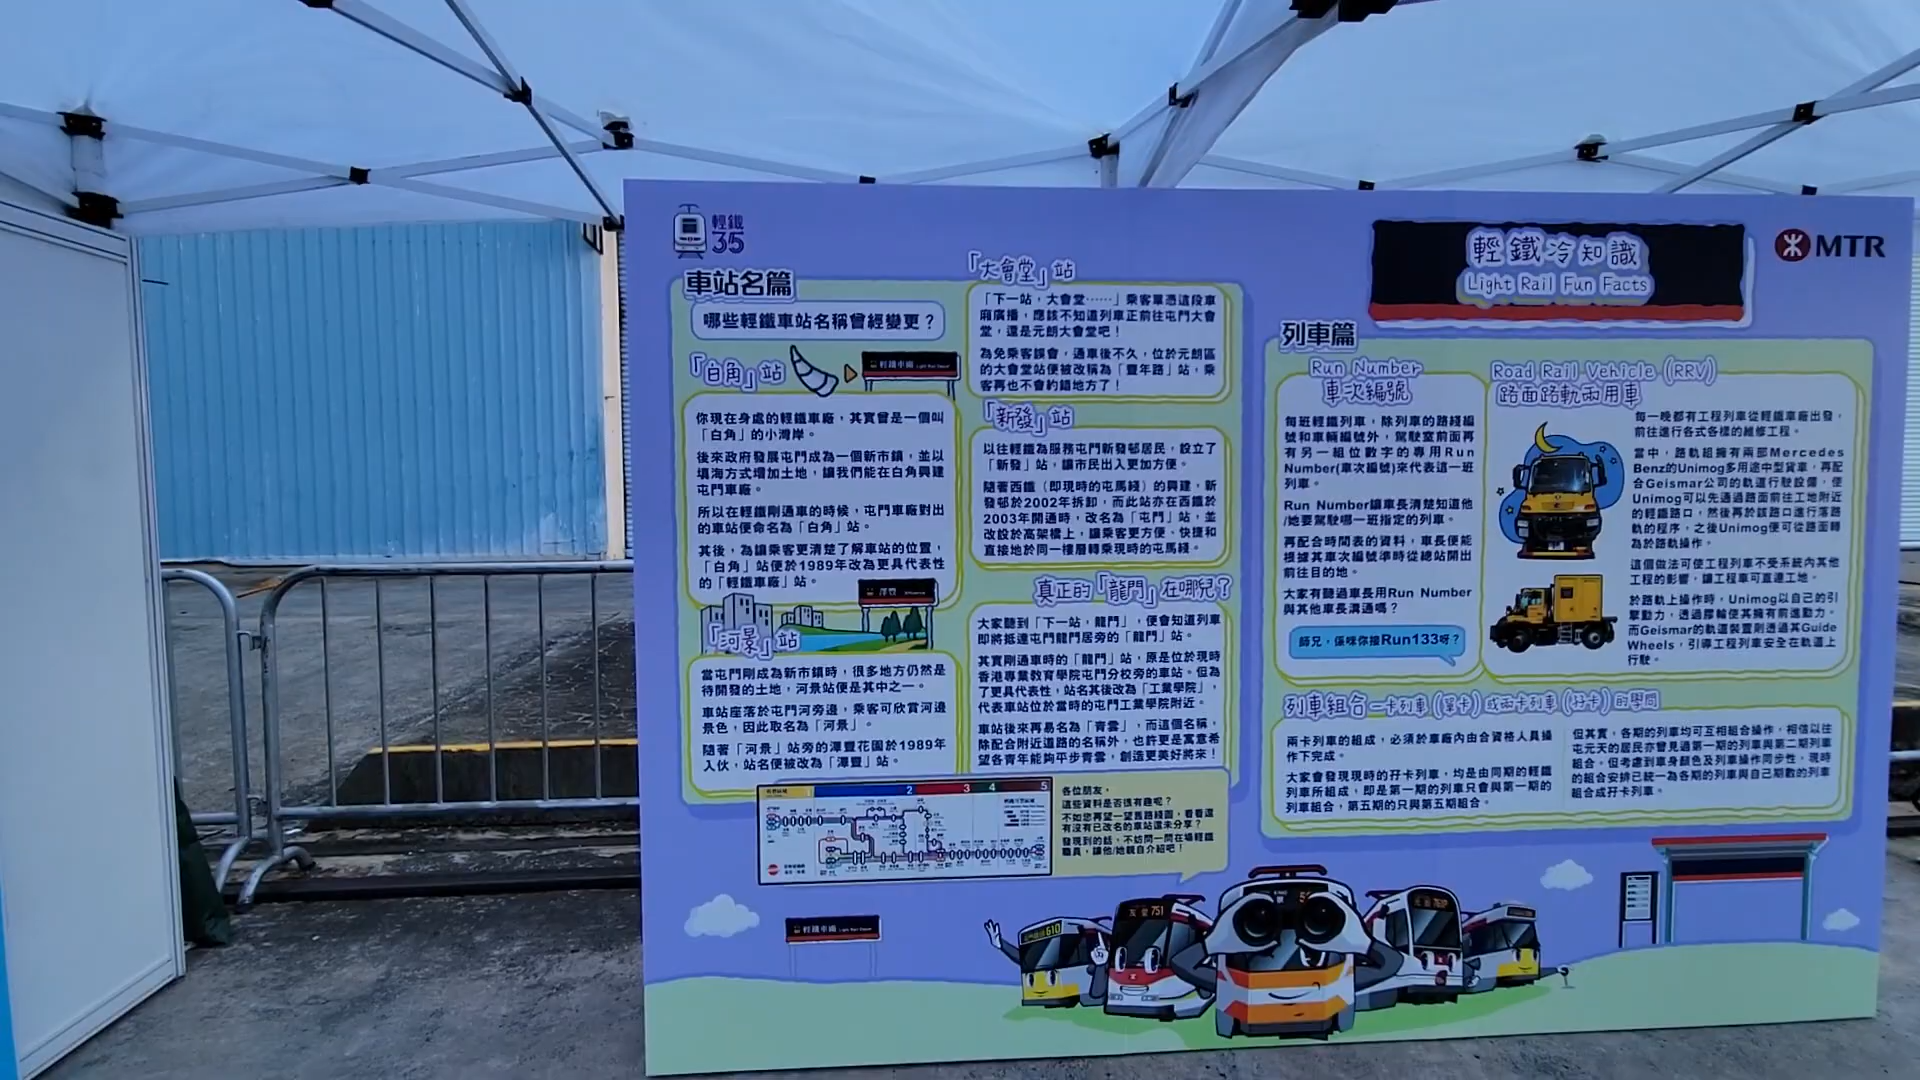 輕鐵
35
車站名篇
哪些輕鐵車站名稱曾經變更？
「白角」站
輕鐵車廠 Light Rail Depot
你現在身處的輕鐵車廠，其實曾是一個叫
「白角」的小灣岸。
後來政府發展屯門成為一個新市鎮，並以
填海方式增加土地，讓我們能在白角興建
屯門車廠。
所以在輕鐵剛通車的時候，屯門車廠對出
的車站便命名為「白角」站。
其後，為讓乘客更清楚了解車站的位置，
「白角」站便於1989年改為更具代表性
的「輕鐵車廠」站。
澤豐
「河景」站
當屯門剛成為新市鎮時，很多地方仍然是
待開發的土地，河景站便是其中之一。
車站座落於屯門河旁邊，乘客可欣賞河邊
景色，因此取名為「河景」。
隨著「河景」站旁的澤豐花園於1989年
入伙，站名便被改為「澤豐」站。
「大會堂」站
「下一站，大會堂⋯⋯」乘客單憑這段車
廂廣播，應該不知道列車正前往屯門大會
堂，還是元朗大會堂吧！
為免乘客誤會，通車後不久，位於元朗區
的大會堂站便被改稱為「豐年路」站，乘
客再也不會約錯地方了！
「新發」站
以往輕鐵為服務屯門新發邨居民，設立了
「新發」站，讓市民出入更加方便。
隨著西鐵（即現時的屯馬綫）的興建，新
發邨於2002年拆卸，而此站亦在西鐵於
2003年開通時，改名為「屯門」站，並
改設於高架橋上，讓乘客更方便、快捷和
直接地於同一樓層轉乘現時的屯馬綫。
真正的「龍門」在哪兒？
大家聽到「下一站，龍門」，便會知道列車
即將抵達屯門龍門居旁的「龍門」站。
其實剛通車時的「龍門」站，原是位於現時
香港專業教育學院屯門分校旁的車站。但為
了更具代表性，站名其後改為「工業學院」，
代表車站位於當時的屯門工業學院附近。
車站後來再易名為「青雲」，而這個名稱，
除配合附近道路的名稱外，也許更是寓意希
望各青年能夠平步青雲，創造更美好將來！
1 2 3 4 5
各位朋友，
這些資料是否很有趣呢？
不如您再望一望舊路綫圖，看看還
有沒有已改名的車站還未分享？
發現到的話，不妨問一問在場輕鐵
職員，讓他/她親自介紹吧！
輕鐵冷知識
Light Rail Fun Facts
MTR
列車篇
Run Number
車次編號
每班輕鐵列車，除列車的路綫編
號和車輛編號外，駕駛室前面再
有另一組位數字的專用Run
Number(車次編號)來代表這一班
列車。
Run Number讓車長清楚知道他
/她要駕駛哪一班指定的列車。
再配合時間表的資料，車長便能
根據其車次編號準時從總站開出
前往目的地。
大家有聽過車長用Run Number
與其他車長溝通嗎？
師兄，係咪你接Run133呀？
Road Rail Vehicle (RRV)
路面路軌兩用車
每一晚都有工程列車從輕鐵車廠出發，
前往進行各式各樣的維修工程。
當中，路軌組擁有兩部Mercedes
Benz的Unimog多用途中型貨車，再配
合Geismar公司的軌道行駛設備，使
Unimog可以先通過路面前往工地附近
的輕鐵路口，然後再於該路口進行落路
軌的程序，之後Unimog便可從路面轉
為於路軌操作。
這個做法可使工程列車不受系統內其他
工程的影響，讓工程車可直達工地。
於路軌上操作時，Unimog以自己的引
擎動力，透過膠輪使其擁有前進動力。
而Geismar的軌道裝置則透過其Guide
Wheels，引導工程列車安全在軌道上
行駛。
列車組合一卡列車（單卡）或兩卡列車（孖卡）的學問
兩卡列車的組成，必須於車廠內由合資格人員操
作下完成。
大家會發現現時的孖卡列車，均是由同期的輕鐵
列車所組成，即是第一期的列車只會與第一期的
列車組合，第五期的只與第五期組合。
但其實，各期的列車均可互相組合操作，相信以往
屯元天的居民亦曾見過第一期的列車與第二期列車
組合。但考慮到車身顏色及列車操作同步性，現時
的組合安排已統一為各期的列車與自己期數的列車
組合成孖卡列車。
輕鐵車廠 Light Rail Depot
610
友愛 751
761P